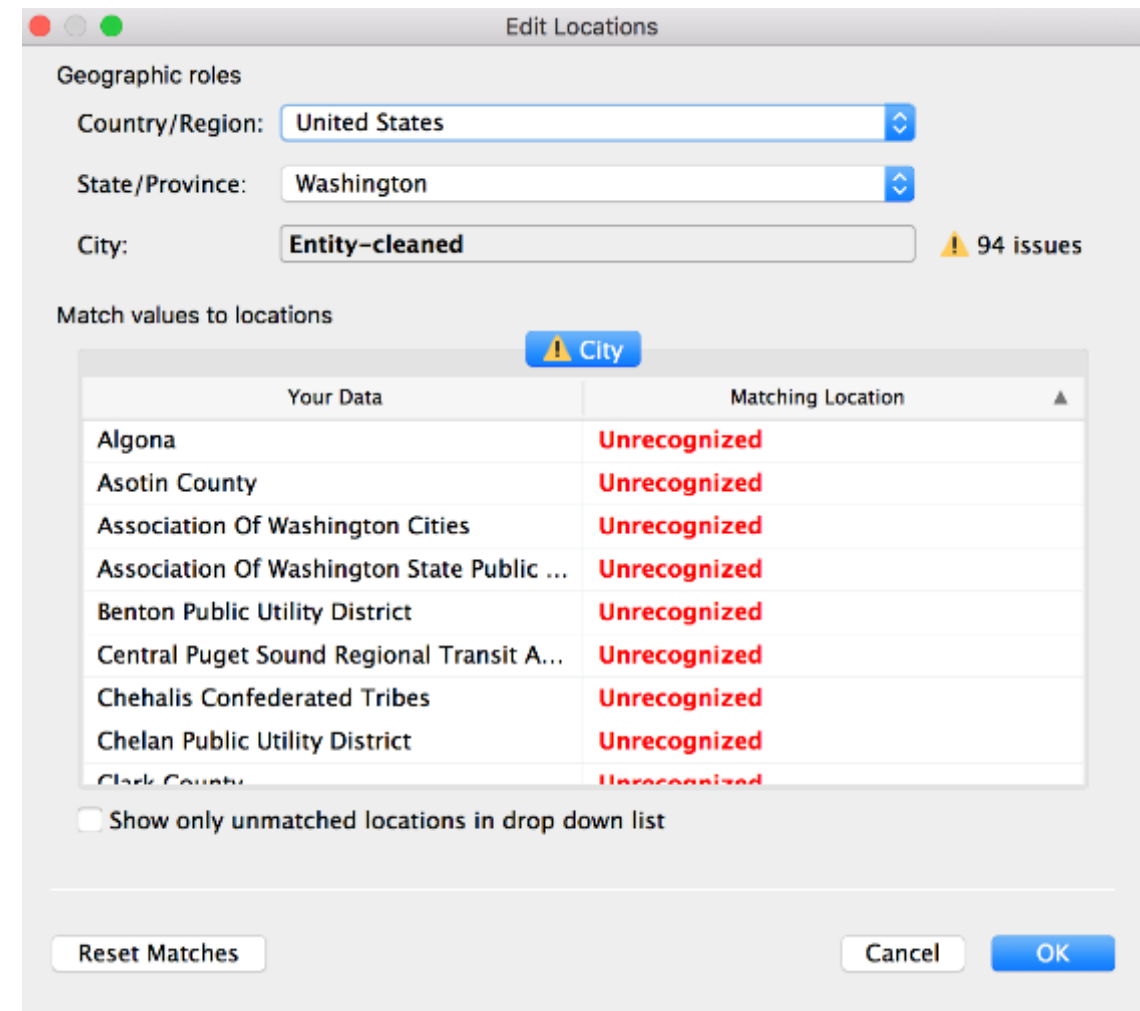 Edit Locations
Geographic roles
Country/Region: United States
State/Province: Washington
City: Entity-cleaned 94 issues
Match values to locations
City
Your Data Matching Location
Algona Unrecognized
Asotin County Unrecognized
Association Of Washington Cities Unrecognized
Association Of Washington State Public ... Unrecognized
Benton Public Utility District Unrecognized
Central Puget Sound Regional Transit A... Unrecognized
Chehalis Confederated Tribes Unrecognized
Chelan Public Utility District Unrecognized
Clark County Unrecognized
Show only unmatched locations in drop down list
Reset Matches Cancel OK